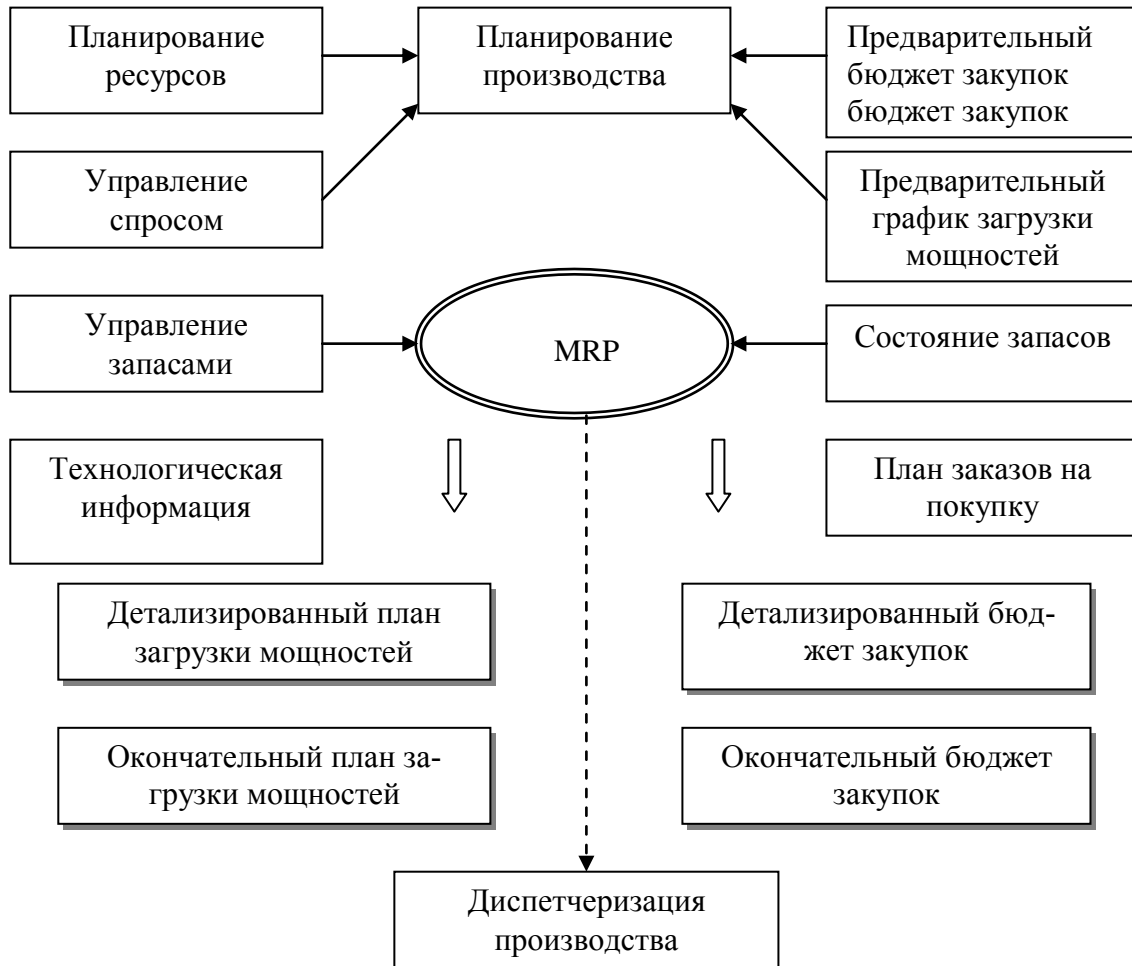 Планирование
ресурсов
Планирование
производства
Предварительный
бюджет закупок
бюджет закупок
Управление
спросом
Предварительный
график загрузки
мощностей
Управление
запасами
MRP
Состояние запасов
Технологическая
информация
План заказов на
покупку
Детализированный план
загрузки мощностей
Детализированный бюд-
жет закупок
Окончательный план за-
грузки мощностей
Окончательный бюджет
закупок
Диспетчеризация
производства